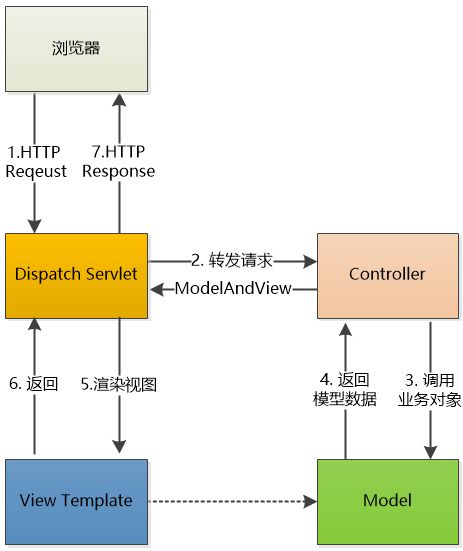 浏览器
1.HTTP
Reqeust
7.HTTP
Response
Dispatch Servlet
2. 转发请求
ModelAndView
Controller
6. 返回
5.渲染视图
4. 返回
模型数据
3. 调用
业务对象
View Template
Model